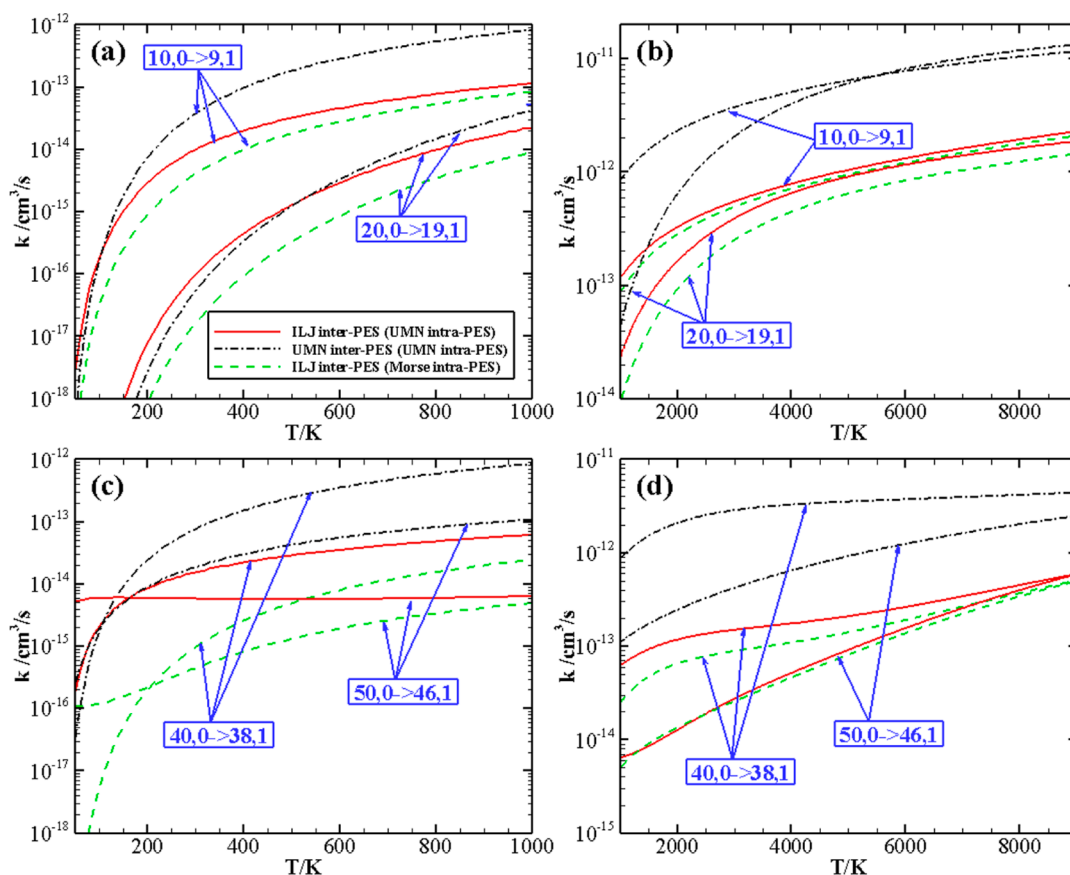 (a)
10,0->9,1
20,0->19,1
ILJ inter-PES (UMN intra-PES)
UMN inter-PES (UMN intra-PES)
ILJ inter-PES (Morse intra-PES)
k /cm³/s
10⁻¹²
10⁻¹³
10⁻¹⁴
10⁻¹⁵
10⁻¹⁶
10⁻¹⁷
10⁻¹⁸
200 400 600 800 1000
T/K
(b)
10,0->9,1
20,0->19,1
k /cm³/s
10⁻¹¹
10⁻¹²
10⁻¹³
10⁻¹⁴
2000 4000 6000 8000
T/K
(c)
50,0->46,1
40,0->38,1
k /cm³/s
10⁻¹²
10⁻¹³
10⁻¹⁴
10⁻¹⁵
10⁻¹⁶
10⁻¹⁷
10⁻¹⁸
200 400 600 800 1000
T/K
(d)
50,0->46,1
40,0->38,1
k /cm³/s
10⁻¹¹
10⁻¹²
10⁻¹³
10⁻¹⁴
10⁻¹⁵
2000 4000 6000 8000
T/K